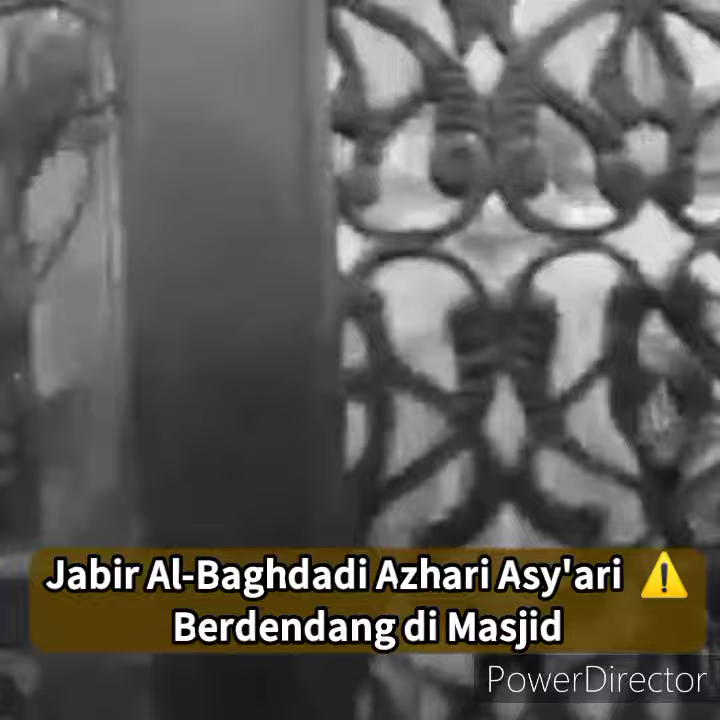 Jabir Al-Baghdadi Azhari Asy'ari ⚠️
Berdendang di Masjid
PowerDirector